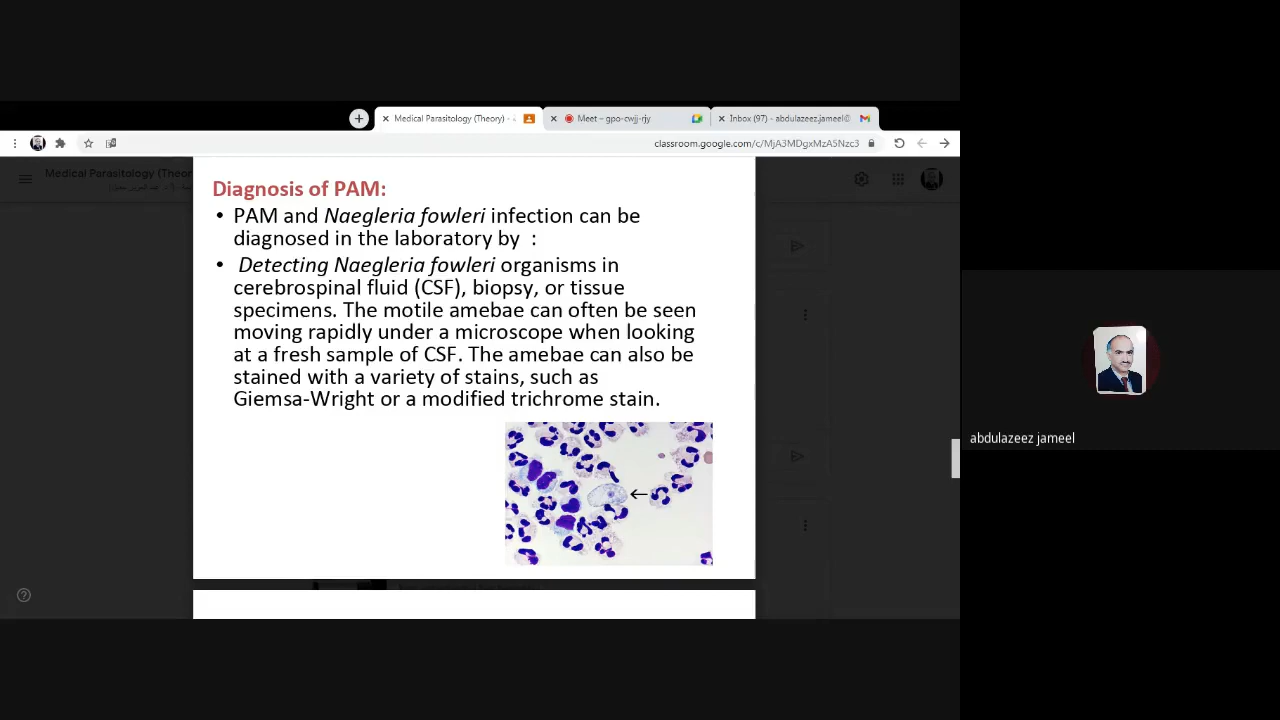 Medical Parasitology (Theory) -
Meet – gpo-cwjj-rjy
Inbox (97) - abdulazeez.jameel@
classroom.google.com/c/MjA3MDgxMzA5Nzc3
Medical Parasitology (Theor
Diagnosis of PAM:
• PAM and Naegleria fowleri infection can be
diagnosed in the laboratory by :
• Detecting Naegleria fowleri organisms in
cerebrospinal fluid (CSF), biopsy, or tissue
specimens. The motile amebae can often be seen
moving rapidly under a microscope when looking
at a fresh sample of CSF. The amebae can also be
stained with a variety of stains, such as
Giemsa-Wright or a modified trichrome stain.
abdulazeez jameel